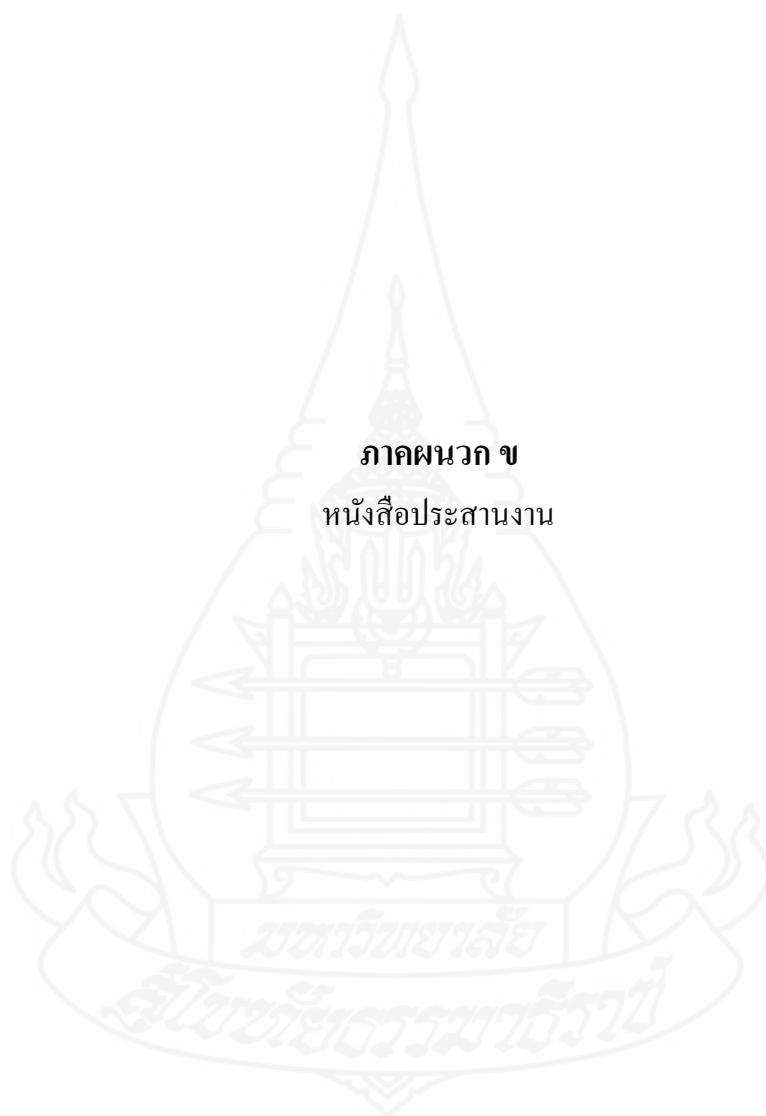 ภาคผนวก ข
หนังสือประสานงาน
มหาวิทยาลัย
สุโขทัยธรรมาธิราช